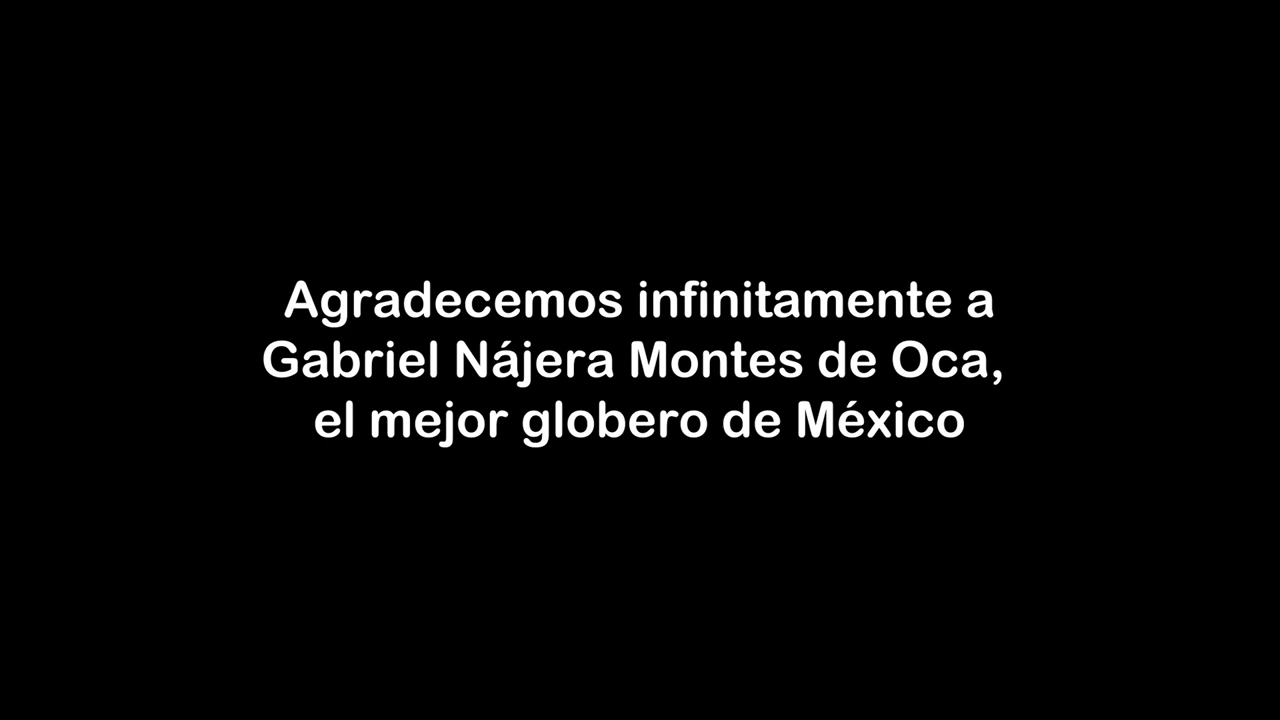 Agradecemos infinitamente a
Gabriel Nájera Montes de Oca,
el mejor globero de México